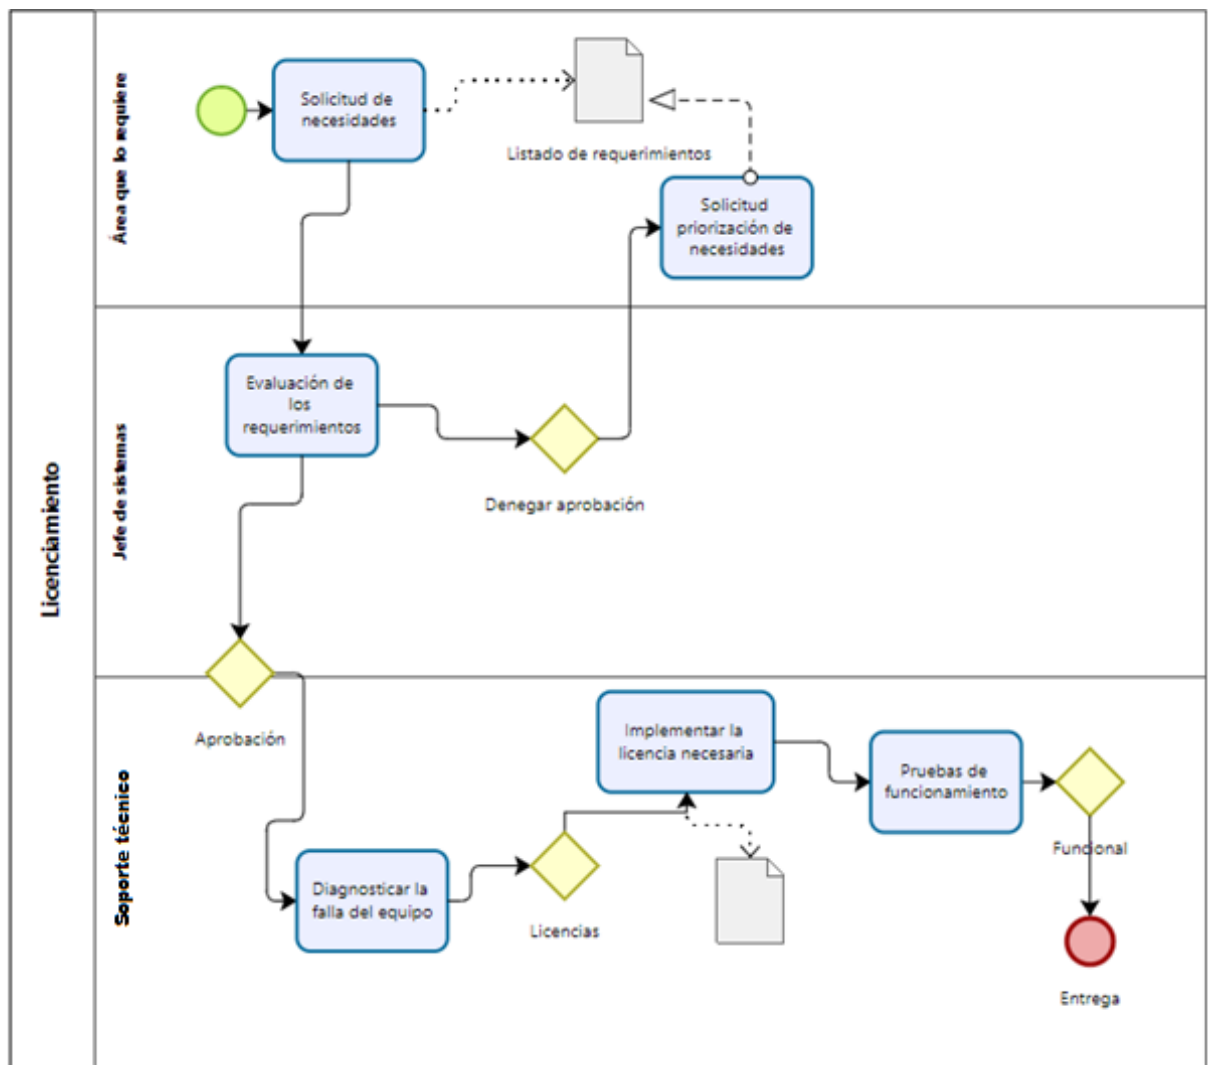 Licenciamiento
Área que lo requiere
Solicitud de
necesidades
Listado de requerimientos
Solicitud
priorización de
necesidades
Jefe de sistemas
Evaluación de
los
requerimientos
Denegar aprobación
Aprobación
Soporte técnico
Implementar la
licencia necesaria
Pruebas de
funcionamiento
Funcional
Diagnosticar la
falla del equipo
Licencias
Entrega